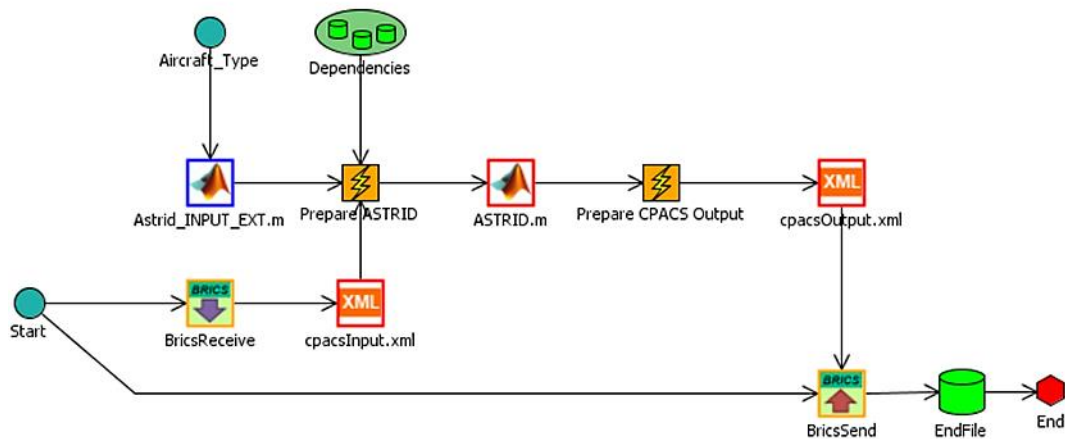 Aircraft_Type
Dependencies
Astrid_INPUT_EXT.m
Prepare ASTRID
ASTRID.m
Prepare CPACS Output
XML
cpacsOutput.xml
Start
BRICS
BricsReceive
XML
cpacsInput.xml
BRICS
BricsSend
EndFile
End